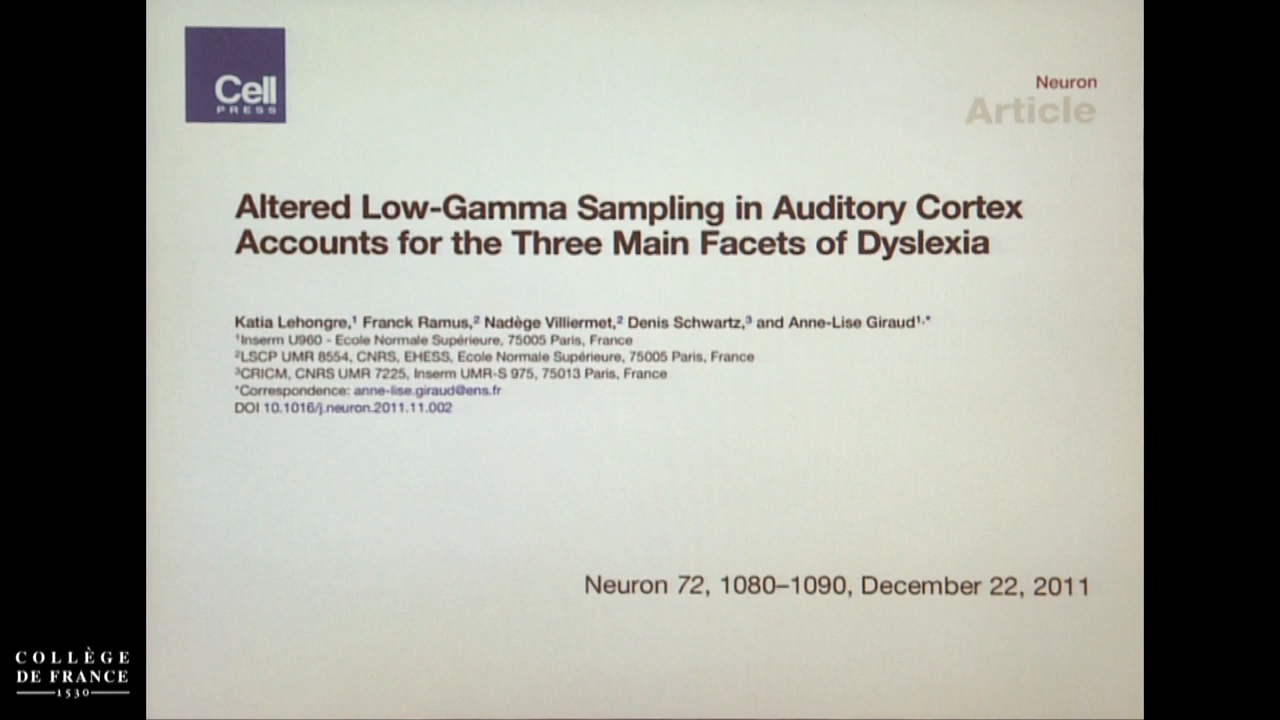 Cell
PRESS
Neuron
Article
Altered Low-Gamma Sampling in Auditory Cortex
Accounts for the Three Main Facets of Dyslexia
Katia Lehongre,¹ Franck Ramus,² Nadège Villiermet,² Denis Schwartz,³ and Anne-Lise Giraud¹,*
¹Inserm U960 - Ecole Normale Supérieure, 75005 Paris, France
²LSCP UMR 8554, CNRS, EHESS, Ecole Normale Supérieure, 75005 Paris, France
³CRICM, CNRS UMR 7225, Inserm UMR-S 975, 75013 Paris, France
*Correspondence: anne-lise.giraud@ens.fr
DOI 10.1016/j.neuron.2011.11.002
Neuron 72, 1080–1090, December 22, 2011
COLLÈGE
DE FRANCE
1530